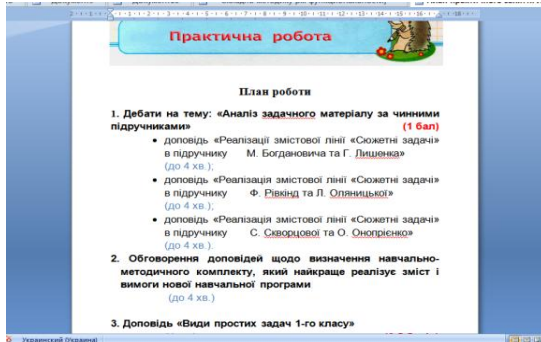 Практична робота
План роботи
1. Дебати на тему: «Аналіз задачного матеріалу за чинними
підручниками» (1 бал)
• доповідь «Реалізації змістової лінії «Сюжетні задачі»
в підручнику М. Богдановича та Г. Лишенка»
(до 4 хв.);
• доповідь «Реалізація змістової лінії «Сюжетні задачі»
в підручнику Ф. Рівкінд та Л. Оляницької»
(до 4 хв.);
• доповідь «Реалізація змістової лінії «Сюжетні задачі»
в підручнику С. Скворцової та О. Онопрієнко»
(до 4 хв.).
2. Обговорення доповідей щодо визначення навчально-
методичного комплекту, який найкраще реалізує зміст і
вимоги нової навчальної програми
(до 4 хв.)
3. Доповідь «Види простих задач 1-го класу»
Украинский (Украина)